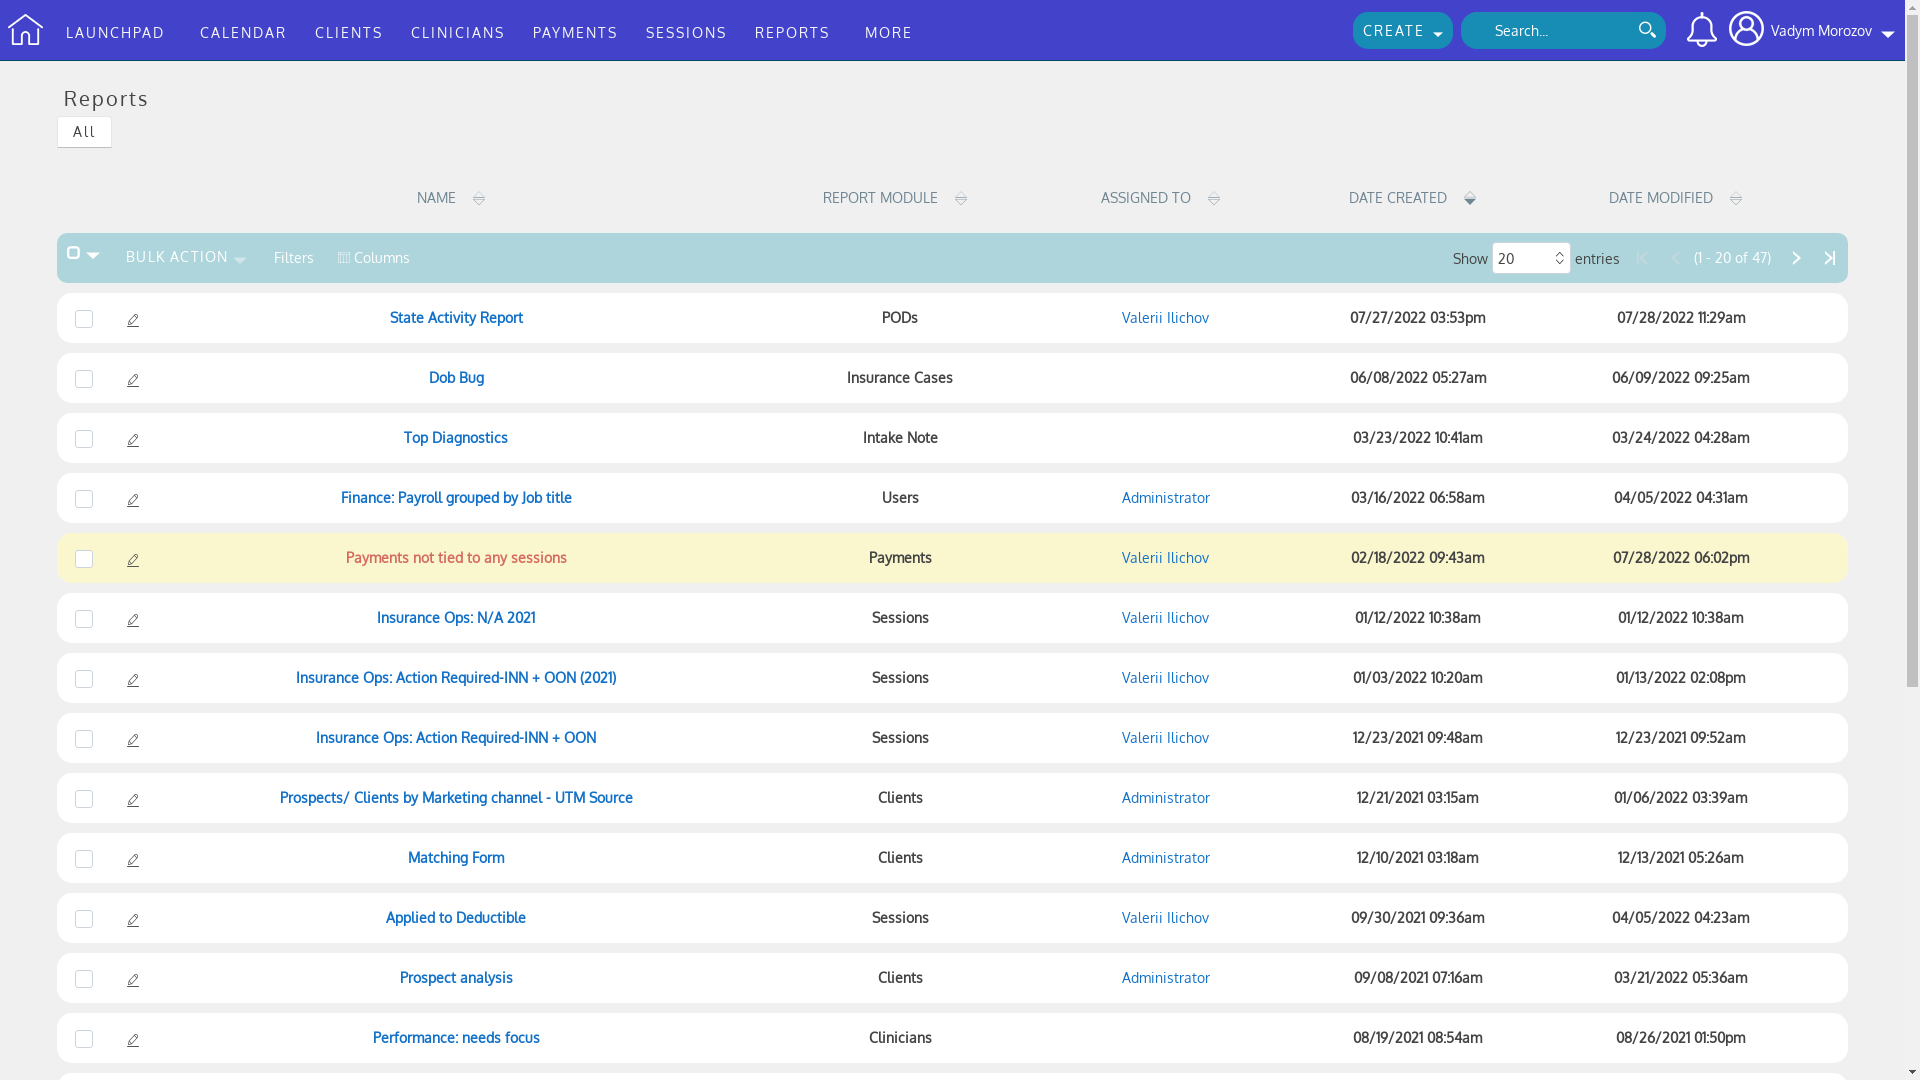 LAUNCHPAD CALENDAR CLIENTS CLINICIANS PAYMENTS SESSIONS REPORTS MORE CREATE Search... Vadym Morozov
Reports
All
NAME REPORT MODULE ASSIGNED TO DATE CREATED DATE MODIFIED
BULK ACTION Filters Columns Show 20 entries (1 - 20 of 47)
State Activity Report PODs Valerii Ilichov 07/27/2022 03:53pm 07/28/2022 11:29am
Dob Bug Insurance Cases 06/08/2022 05:27am 06/09/2022 09:25am
Top Diagnostics Intake Note 03/23/2022 10:41am 03/24/2022 04:28am
Finance: Payroll grouped by Job title Users Administrator 03/16/2022 06:58am 04/05/2022 04:31am
Payments not tied to any sessions Payments Valerii Ilichov 02/18/2022 09:43am 07/28/2022 06:02pm
Insurance Ops: N/A 2021 Sessions Valerii Ilichov 01/12/2022 10:38am 01/12/2022 10:38am
Insurance Ops: Action Required-INN + OON (2021) Sessions Valerii Ilichov 01/03/2022 10:20am 01/13/2022 02:08pm
Insurance Ops: Action Required-INN + OON Sessions Valerii Ilichov 12/23/2021 09:48am 12/23/2021 09:52am
Prospects/ Clients by Marketing channel - UTM Source Clients Administrator 12/21/2021 03:15am 01/06/2022 03:39am
Matching Form Clients Administrator 12/10/2021 03:18am 12/13/2021 05:26am
Applied to Deductible Sessions Valerii Ilichov 09/30/2021 09:36am 04/05/2022 04:23am
Prospect analysis Clients Administrator 09/08/2021 07:16am 03/21/2022 05:36am
Performance: needs focus Clinicians 08/19/2021 08:54am 08/26/2021 01:50pm